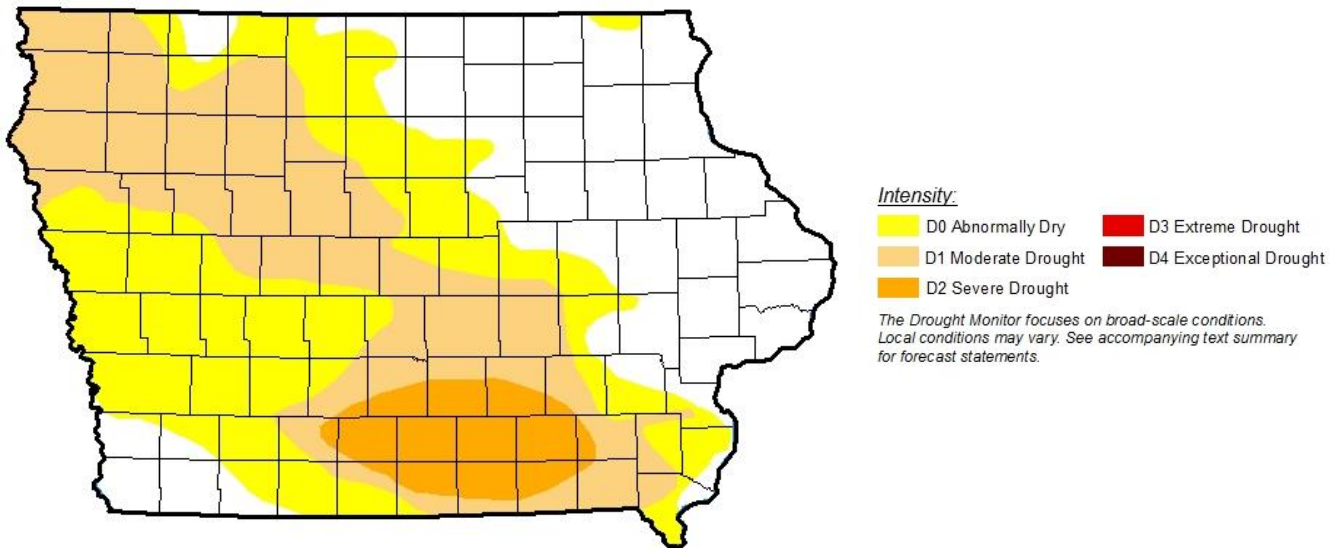 Intensity:
D0 Abnormally Dry
D3 Extreme Drought
D1 Moderate Drought
D4 Exceptional Drought
D2 Severe Drought
The Drought Monitor focuses on broad-scale conditions.
Local conditions may vary. See accompanying text summary
for forecast statements.